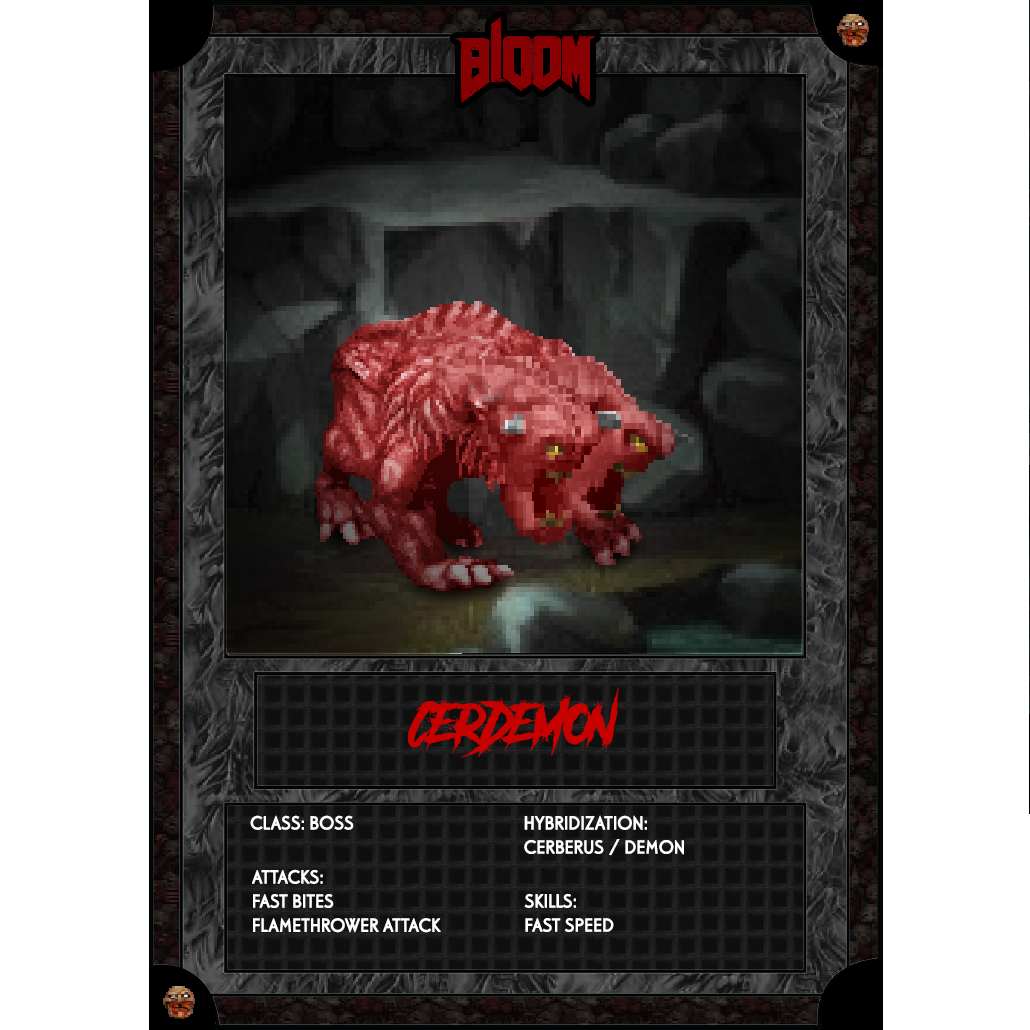 BlOOM
CERDEMON
CLASS: BOSS
HYBRIDIZATION:
CERBERUS / DEMON
ATTACKS:
FAST BITES
FLAMETHROWER ATTACK
SKILLS:
FAST SPEED